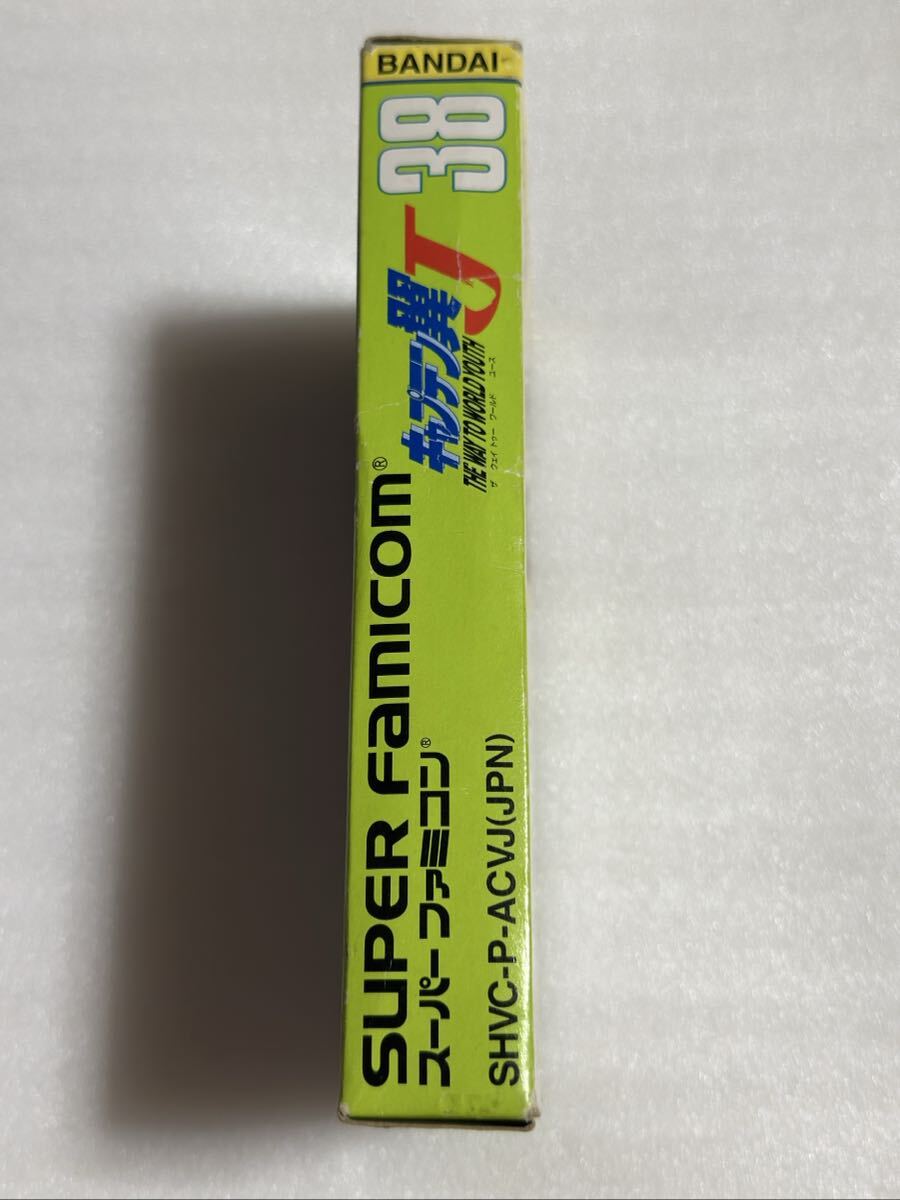 BANDAI
38
キャプテン翼J
THE WAY TO WORLD YOUTH
ザ ウェイ トゥー ワールド ユース
SUPER FAMICOM®
スーパーファミコン®
SHVC-P-ACVJ(JPN)